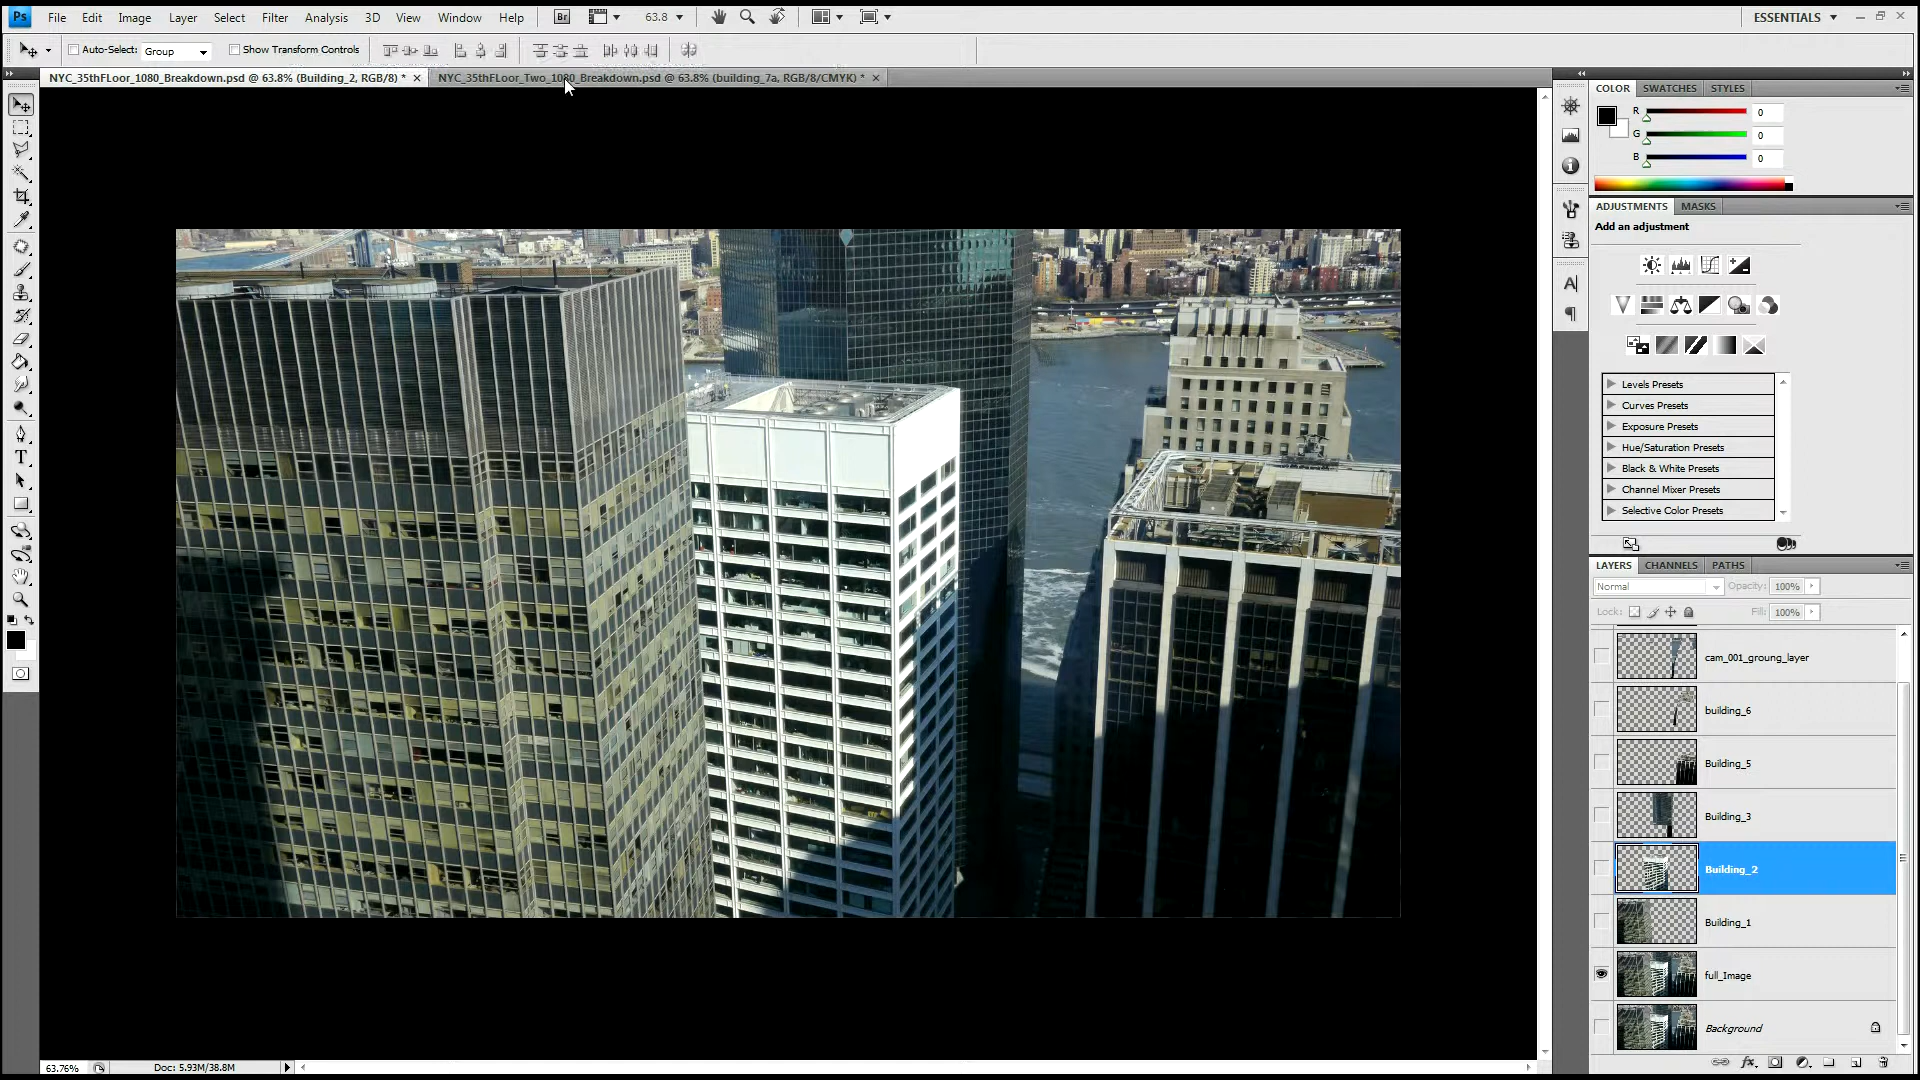 Ps File Edit Image Layer Select Filter Analysis 3D View Window Help Br 63.8 ESSENTIALS
Auto-Select: Group Show Transform Controls
NYC_35thFLoor_1080_Breakdown.psd @ 63.8% (Building_2, RGB/8) * NYC_35thFLoor_Two_1080_Breakdown.psd @ 63.8% (building_7a, RGB/8/CMYK) *
COLOR SWATCHES STYLES
R 0
G 0
B 0
ADJUSTMENTS MASKS
Add an adjustment
Levels Presets
Curves Presets
Exposure Presets
Hue/Saturation Presets
Black & White Presets
Channel Mixer Presets
Selective Color Presets
LAYERS CHANNELS PATHS
Normal Opacity: 100%
Lock: Fill: 100%
cam_001_groung_layer
building_6
Building_5
Building_3
Building_2
Building_1
full_Image
Background
63.76% Doc: 5.93M/38.8M